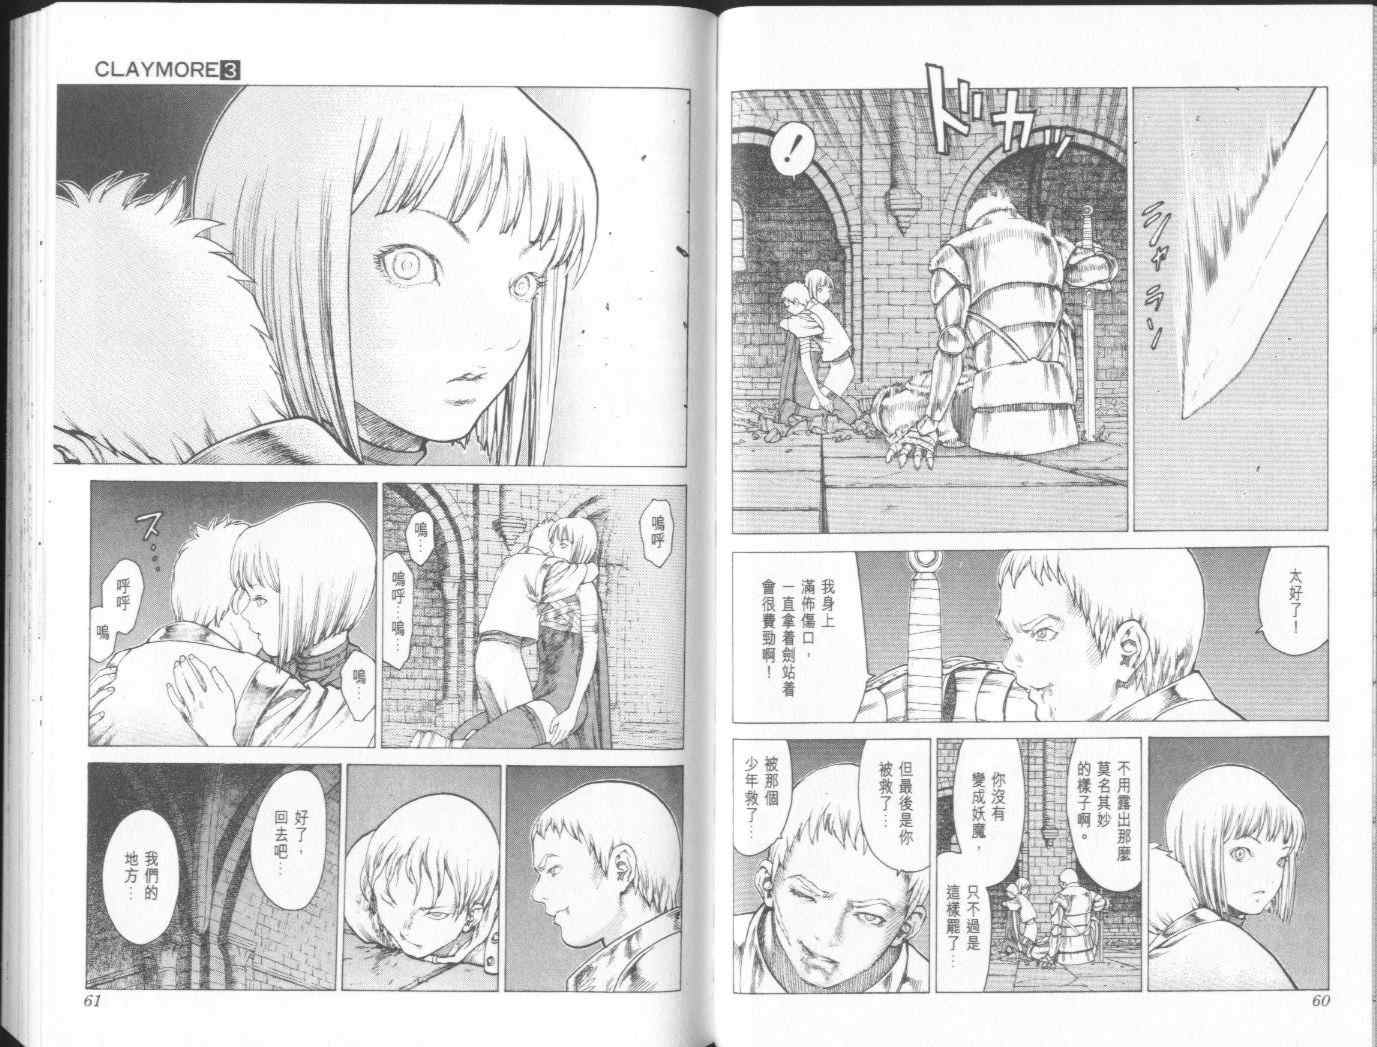 CLAYMORE3
シャラン
ドカッ
！
太好了！
我身上
滿佈傷口，
一直拿着劍站着
會很費勁啊！
不用露出那麼
莫名其妙
的樣子啊。
你沒有
變成妖魔，
只不過是
這樣罷了…
但最後是你
被救了…
被那個
少年救了…
60
嗚呼
嗚…
嗚呼…嗚…
ス…
呼呼
嗚
嗚…
好了，
回去吧…
我們的
地方…
61